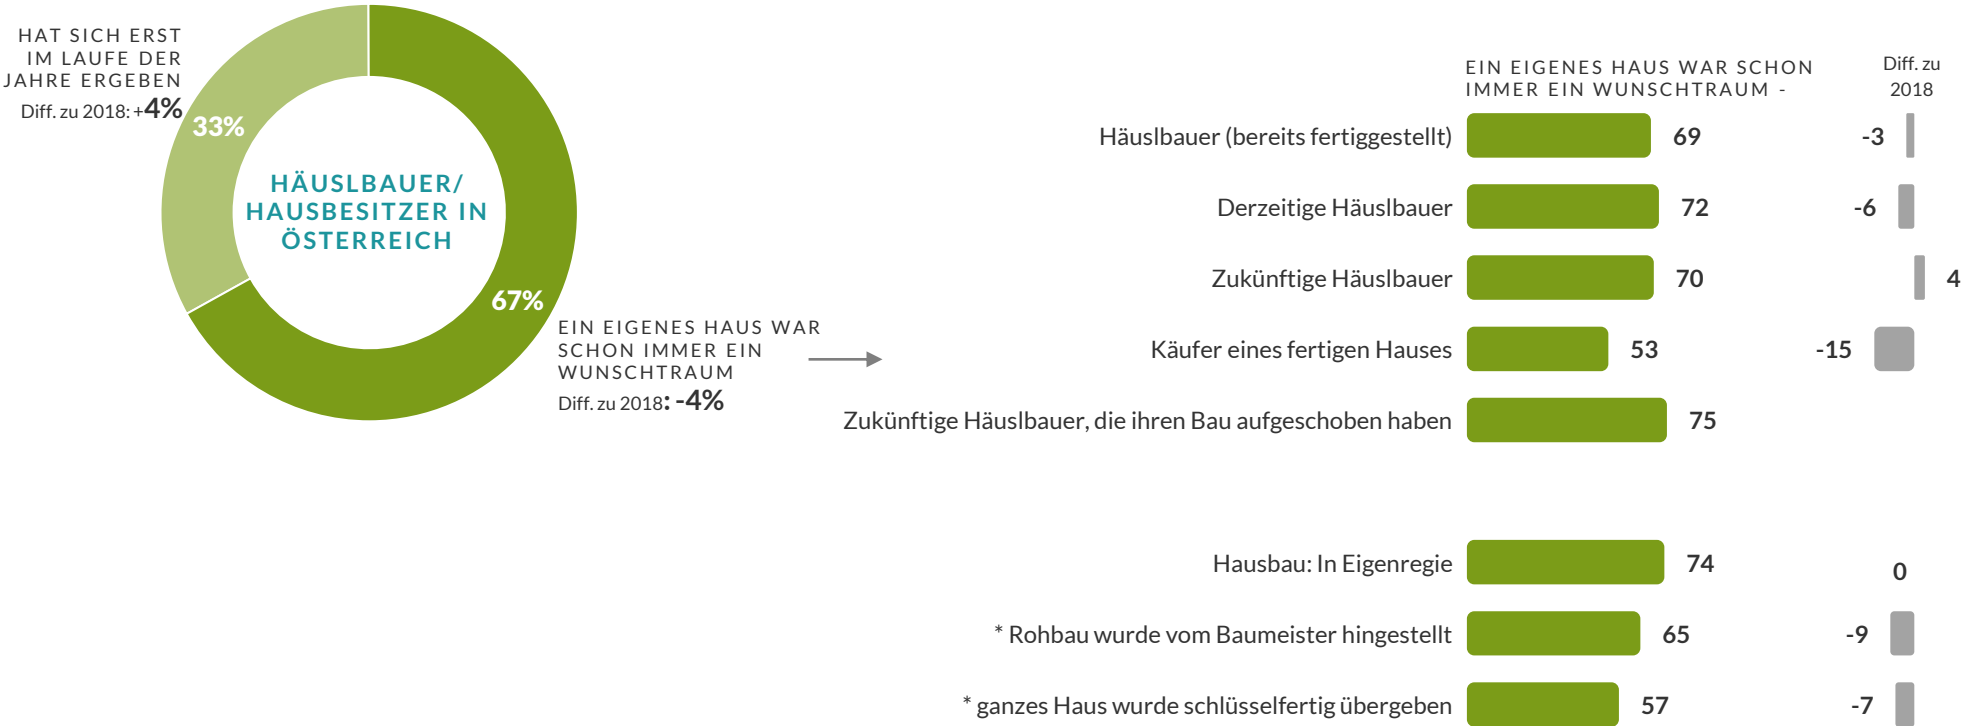 HAT SICH ERST
IM LAUFE DER
JAHRE ERGEBEN
Diff. zu 2018: +4%
33%
HÄUSLBAUER/
HAUSBESITZER IN
ÖSTERREICH
67%
EIN EIGENES HAUS WAR
SCHON IMMER EIN
WUNSCHTRAUM
Diff. zu 2018: -4%
EIN EIGENES HAUS WAR SCHON
IMMER EIN WUNSCHTRAUM -
Diff. zu
2018
Häuslbauer (bereits fertiggestellt) 69 -3
Derzeitige Häuslbauer 72 -6
Zukünftige Häuslbauer 70 4
Käufer eines fertigen Hauses 53 -15
Zukünftige Häuslbauer, die ihren Bau aufgeschoben haben 75
Hausbau: In Eigenregie 74 0
* Rohbau wurde vom Baumeister hingestellt 65 -9
* ganzes Haus wurde schlüsselfertig übergeben 57 -7